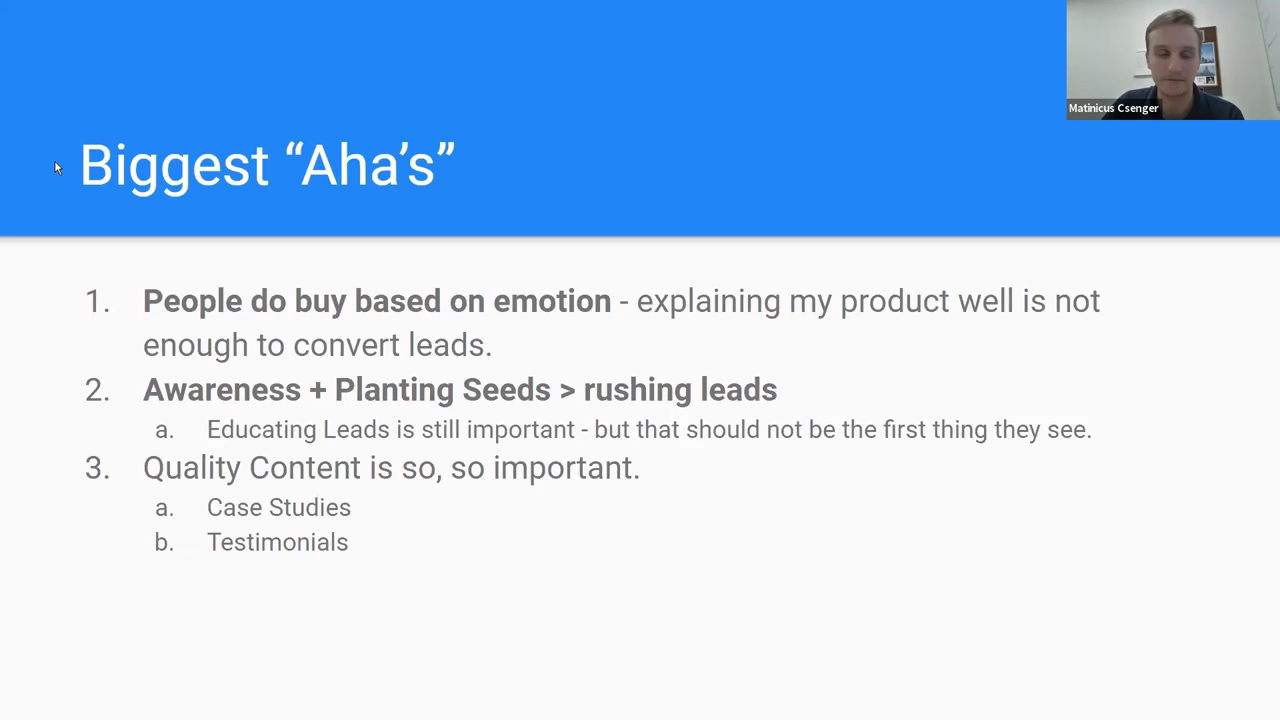 Matinicus Csenger
Biggest “Aha’s”
1. People do buy based on emotion - explaining my product well is not
enough to convert leads.
2. Awareness + Planting Seeds > rushing leads
a. Educating Leads is still important - but that should not be the first thing they see.
3. Quality Content is so, so important.
a. Case Studies
b. Testimonials